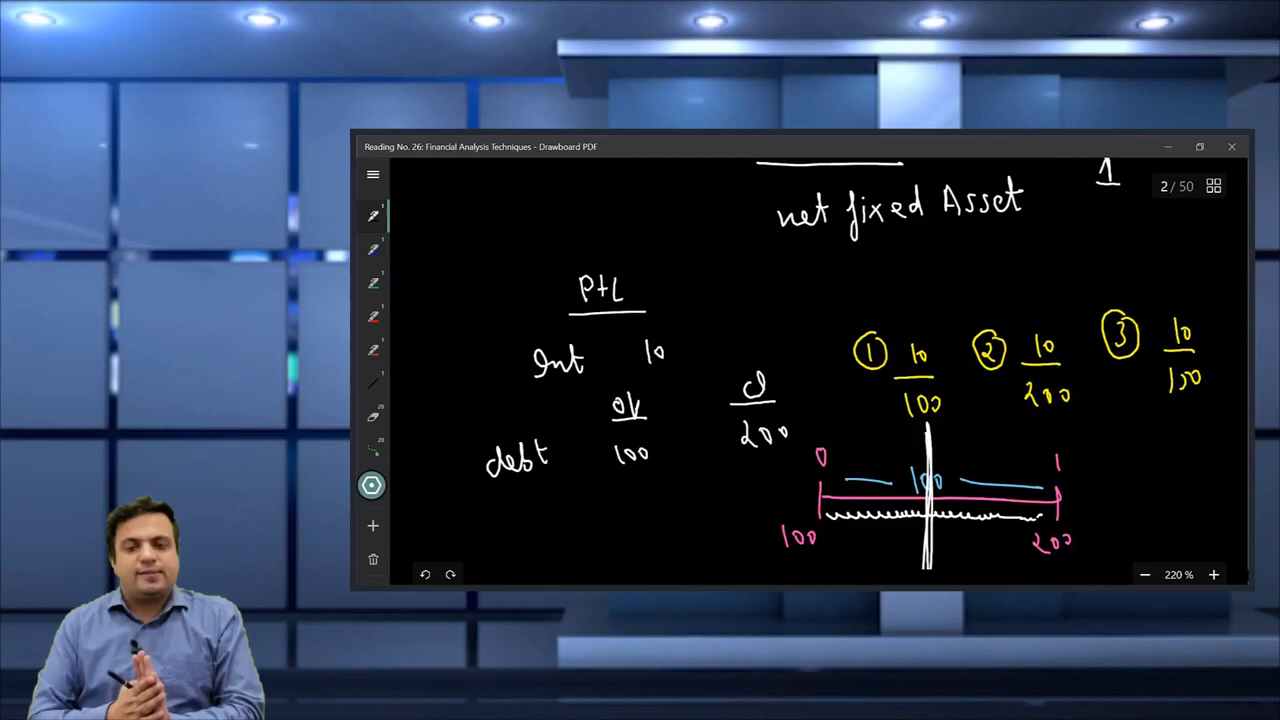 Reading No. 26: Financial Analysis Techniques - Drawboard PDF
1
2 / 50
net fixed Asset
P+L
Int 10
① 10/100 ② 10/200 ③ 10/150
debt 100
Cl
200
0 100 1
100 200
220 %